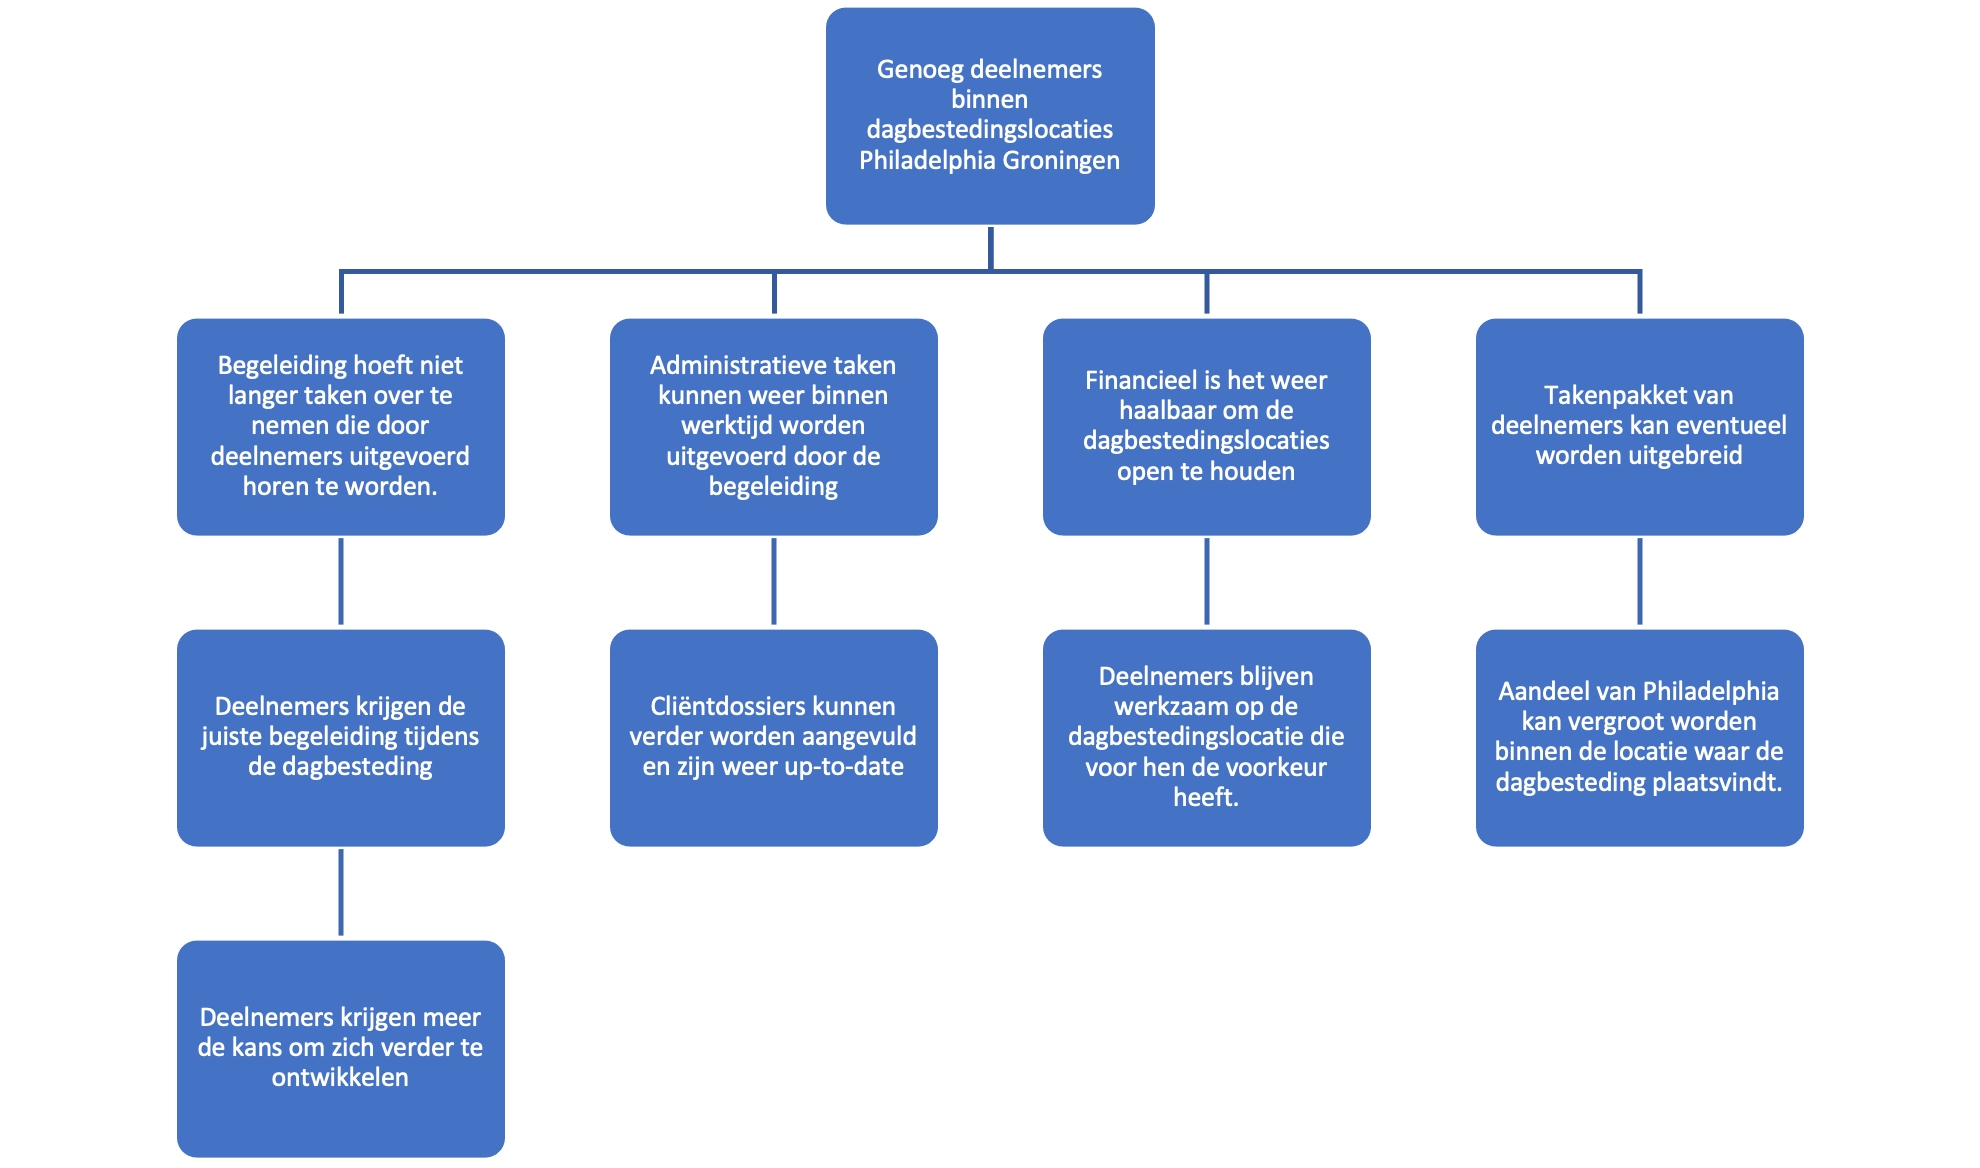 Genoeg deelnemers
binnen
dagbestedingslocaties
Philadelphia Groningen
Begeleiding hoeft niet
langer taken over te
nemen die door
deelnemers uitgevoerd
horen te worden.
Administratieve taken
kunnen weer binnen
werktijd worden
uitgevoerd door de
begeleiding
Financieel is het weer
haalbaar om de
dagbestedingslocaties
open te houden
Takenpakket van
deelnemers kan eventueel
worden uitgebreid
Deelnemers krijgen de
juiste begeleiding tijdens
de dagbesteding
Cliëntdossiers kunnen
verder worden aangevuld
en zijn weer up-to-date
Deelnemers blijven
werkzaam op de
dagbestedingslocatie die
voor hen de voorkeur
heeft.
Aandeel van Philadelphia
kan vergroot worden
binnen de locatie waar de
dagbesteding plaatsvindt.
Deelnemers krijgen meer
de kans om zich verder te
ontwikkelen